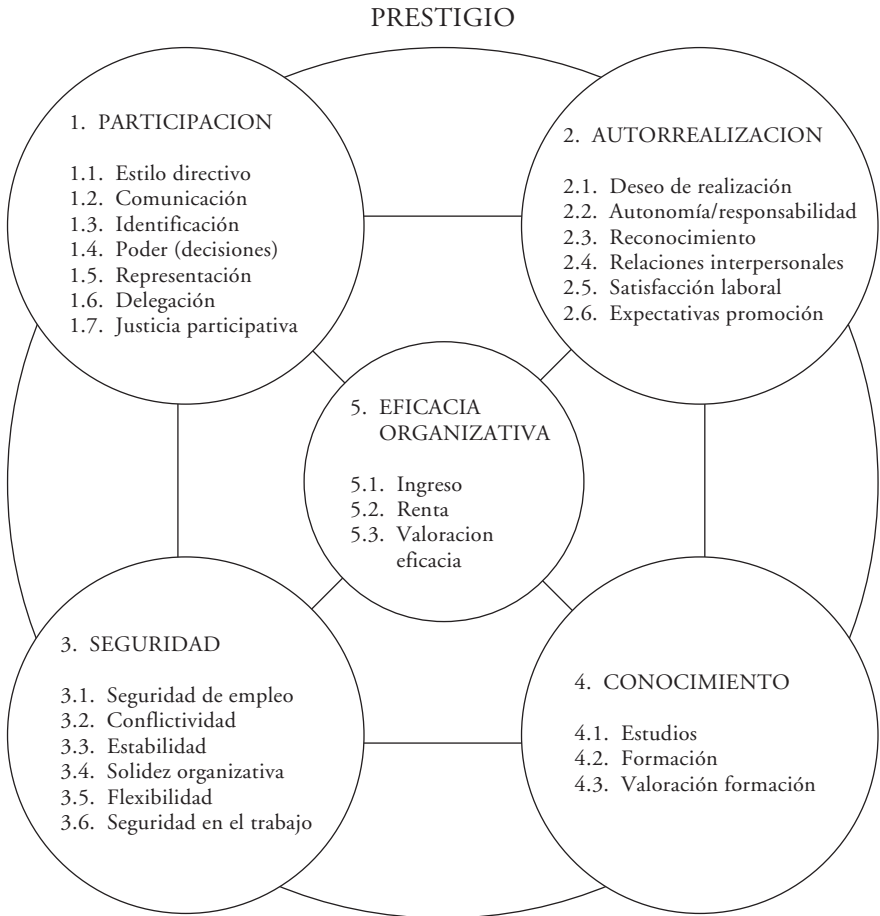 PRESTIGIO
1. PARTICIPACION
1.1. Estilo directivo
1.2. Comunicación
1.3. Identificación
1.4. Poder (decisiones)
1.5. Representación
1.6. Delegación
1.7. Justicia participativa
2. AUTORREALIZACION
2.1. Deseo de realización
2.2. Autonomía/responsabilidad
2.3. Reconocimiento
2.4. Relaciones interpersonales
2.5. Satisfacción laboral
2.6. Expectativas promoción
5. EFICACIA
ORGANIZATIVA
5.1. Ingreso
5.2. Renta
5.3. Valoracion
eficacia
3. SEGURIDAD
3.1. Seguridad de empleo
3.2. Conflictividad
3.3. Estabilidad
3.4. Solidez organizativa
3.5. Flexibilidad
3.6. Seguridad en el trabajo
4. CONOCIMIENTO
4.1. Estudios
4.2. Formación
4.3. Valoración formación